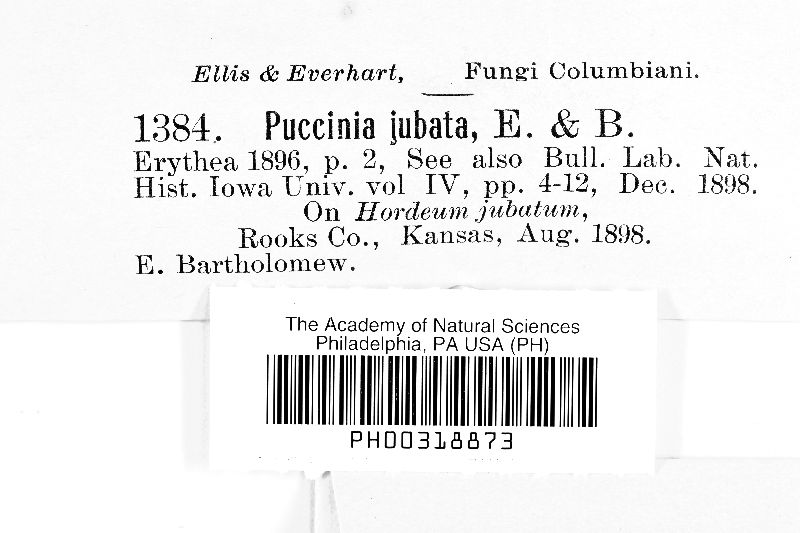 Ellis & Everhart, Fungi Columbiani.
1384. Puccinia jubata, E. & B.
Erythea 1896, p. 2, See also Bull. Lab. Nat.
Hist. Iowa Univ. vol IV, pp. 4-12, Dec. 1898.
On Hordeum jubatum,
Rooks Co., Kansas, Aug. 1898.
E. Bartholomew.
The Academy of Natural Sciences
Philadelphia, PA USA (PH)
PH00318873